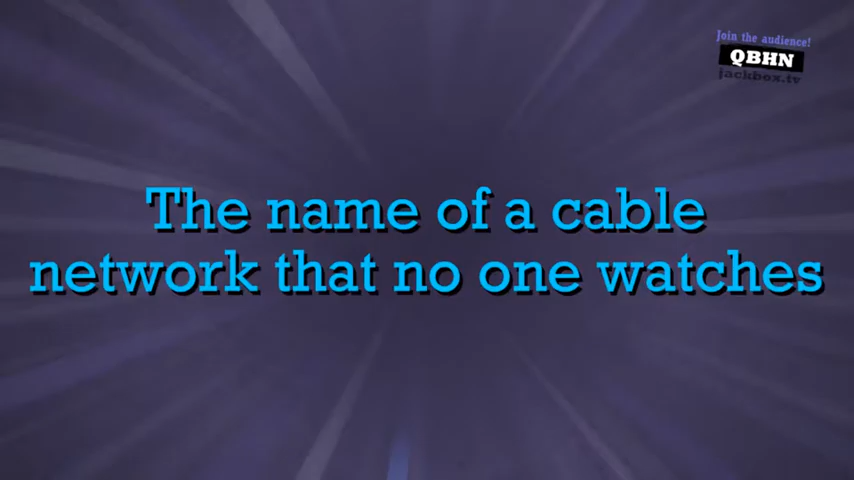 Join the audience!
QBHN
jackbox.tv
The name of a cable
network that no one watches